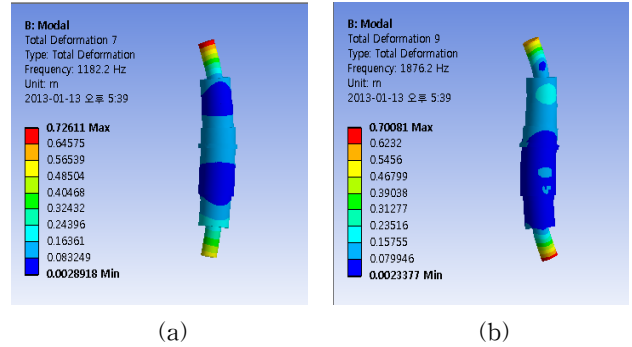 B: Modal
Total Deformation 7
Type: Total Deformation
Frequency: 1182.2 Hz
Unit: m
2013-01-13 오후 5:39
0.72611 Max
0.64575
0.56539
0.48504
0.40468
0.32432
0.24396
0.16361
0.083249
0.0028918 Min
(a)
B: Modal
Total Deformation 9
Type: Total Deformation
Frequency: 1876.2 Hz
Unit: m
2013-01-13 오후 5:39
0.70081 Max
0.6232
0.5456
0.46799
0.39038
0.31277
0.23516
0.15755
0.079946
0.0023377 Min
(b)